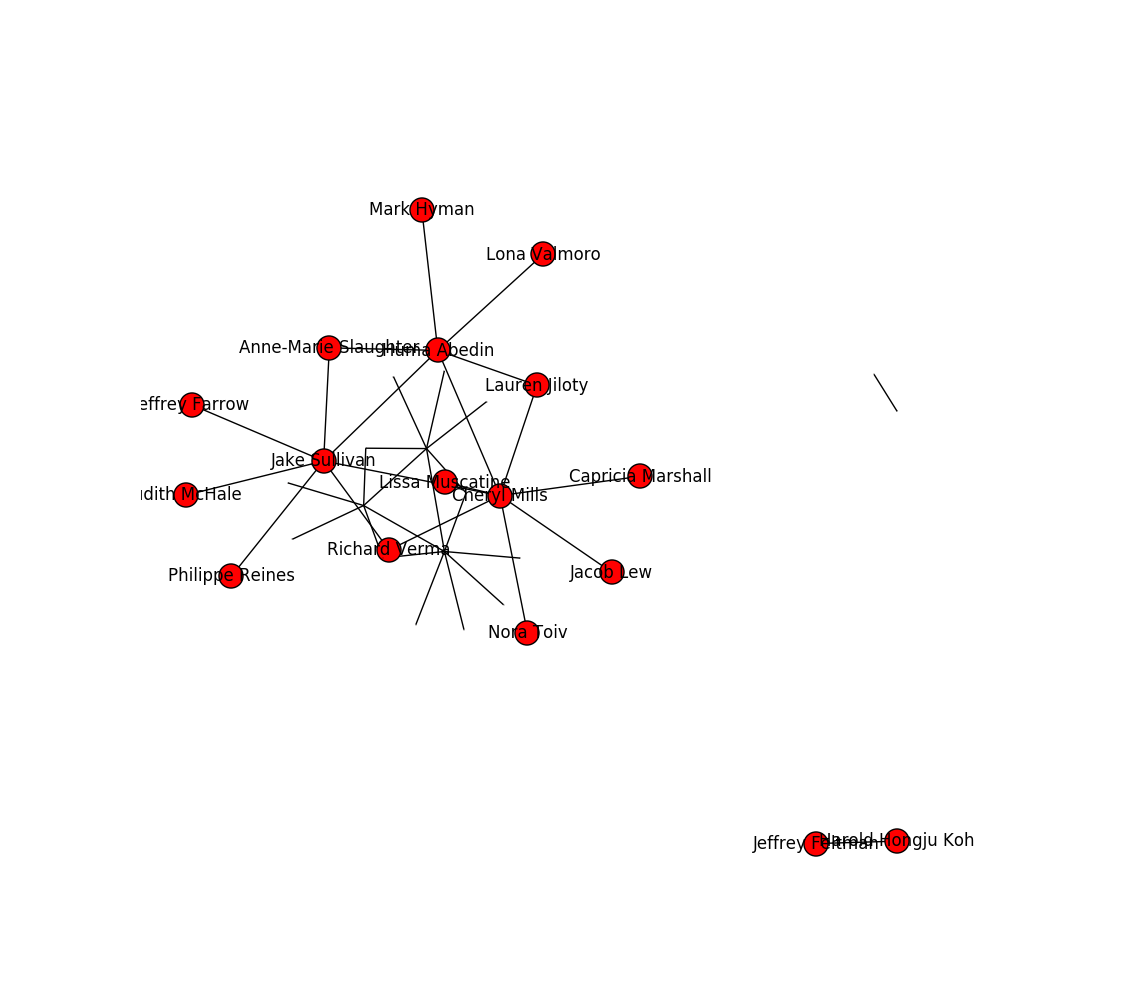 Mark Hyman
Lona Valmoro
Anne-Marie Slaughter
Huma Abedin
Lauren Jiloty
effrey Farrow
Jake Sullivan
Capricia Marshall
Lissa Muscatine
Cheryl Mills
udith McHale
Richard Verma
Jacob Lew
Philippe Reines
Nora Toiv
Jeffrey Feltman
Harold Hongju Koh